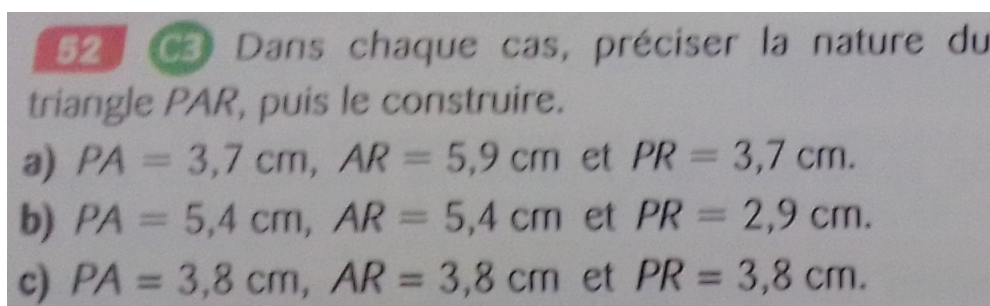 52 C3 Dans chaque cas, préciser la nature du
triangle PAR, puis le construire.
a) PA = 3,7 cm, AR = 5,9 cm et PR = 3,7 cm.
b) PA = 5,4 cm, AR = 5,4 cm et PR = 2,9 cm.
c) PA = 3,8 cm, AR = 3,8 cm et PR = 3,8 cm.